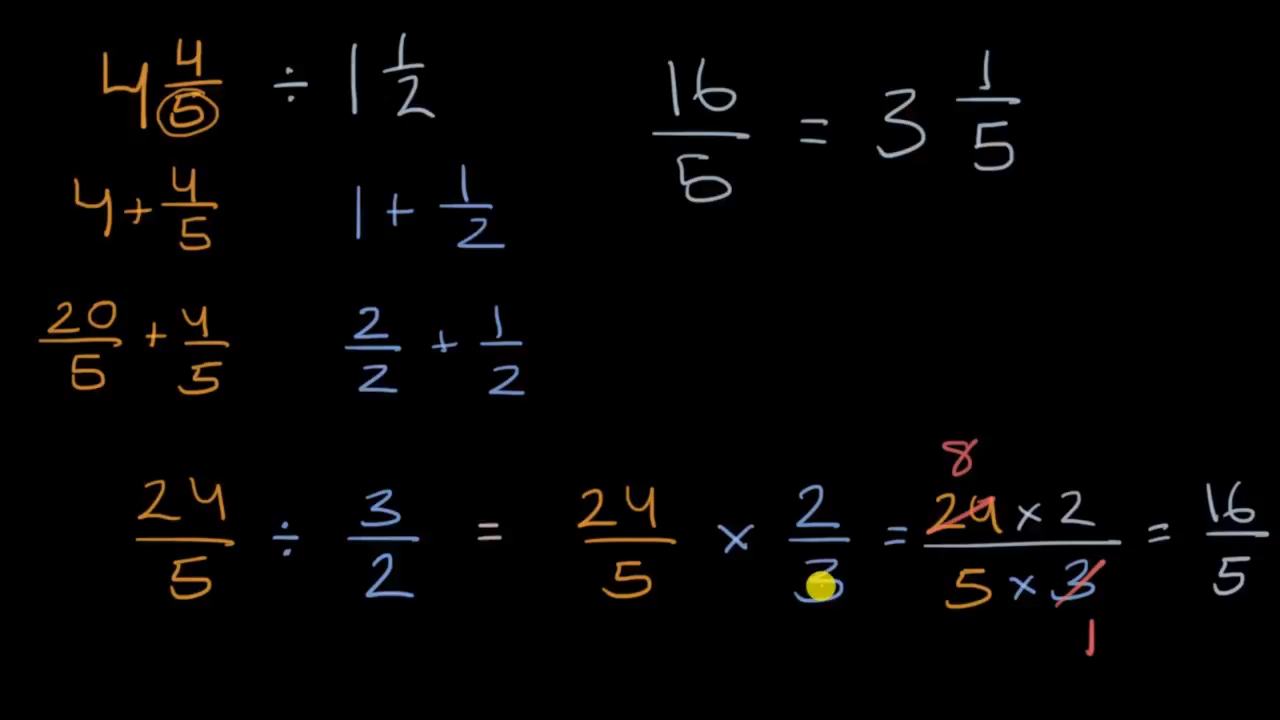 4 4/5 ÷ 1 1/2
16/5 = 3 1/5
4 + 4/5    1 + 1/2
20/5 + 4/5    2/2 + 1/2
8
24/5 ÷ 3/2 = 24/5 × 2/3 = 24 × 2/5 × 3 = 16/5
1